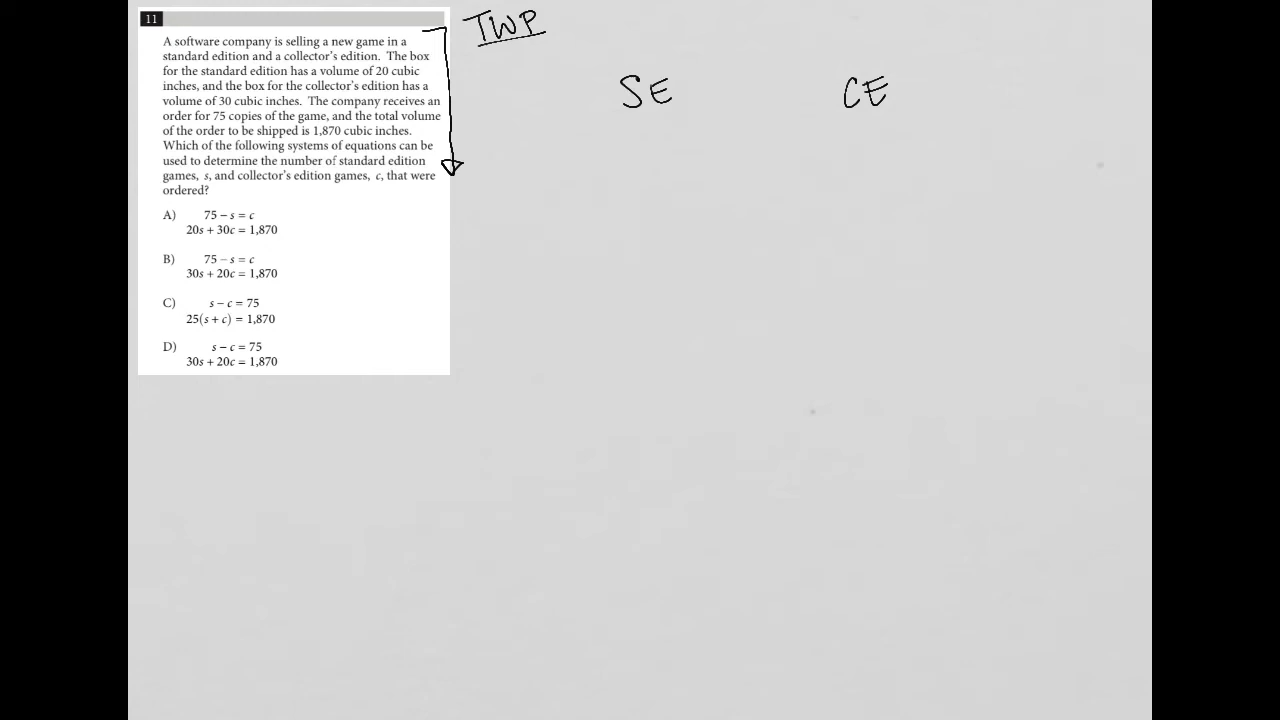 11
TWP
A software company is selling a new game in a
standard edition and a collector's edition. The box
for the standard edition has a volume of 20 cubic
inches, and the box for the collector's edition has a
volume of 30 cubic inches. The company receives an
order for 75 copies of the game, and the total volume
of the order to be shipped is 1,870 cubic inches.
Which of the following systems of equations can be
used to determine the number of standard edition
games, s, and collector's edition games, c, that were
ordered?
A) 75 − s = c
20s + 30c = 1,870
B) 75 − s = c
30s + 20c = 1,870
C) s − c = 75
25(s + c) = 1,870
D) s − c = 75
30s + 20c = 1,870
SE CE